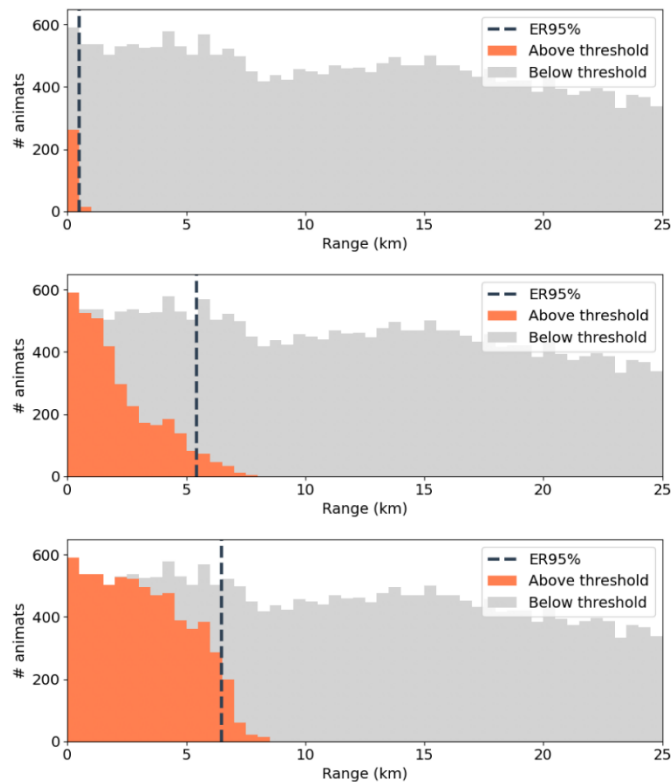 600
400
200
0
# animats
ER95%
Above threshold
Below threshold
0 5 10 15 20 25
Range (km)
600
400
200
0
# animats
ER95%
Above threshold
Below threshold
0 5 10 15 20 25
Range (km)
600
400
200
0
# animats
ER95%
Above threshold
Below threshold
0 5 10 15 20 25
Range (km)